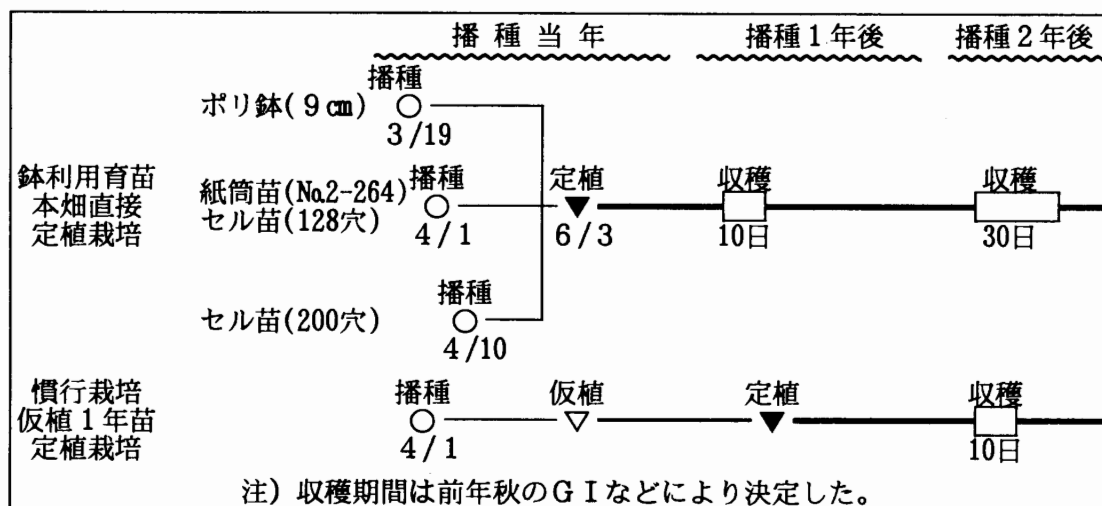 播種当年 播種1年後 播種2年後
播種
ポリ鉢(9cm)
3/19
鉢利用育苗
本畑直接
定植栽培
紙筒苗(No.2-264)
セル苗(128穴)
播種
4/1
定植
6/3
収穫
10日
収穫
30日
播種
セル苗(200穴)
4/10
慣行栽培
仮植1年苗
定植栽培
播種
4/1
仮植
定植
収穫
10日
注) 収穫期間は前年秋のGIなどにより決定した。